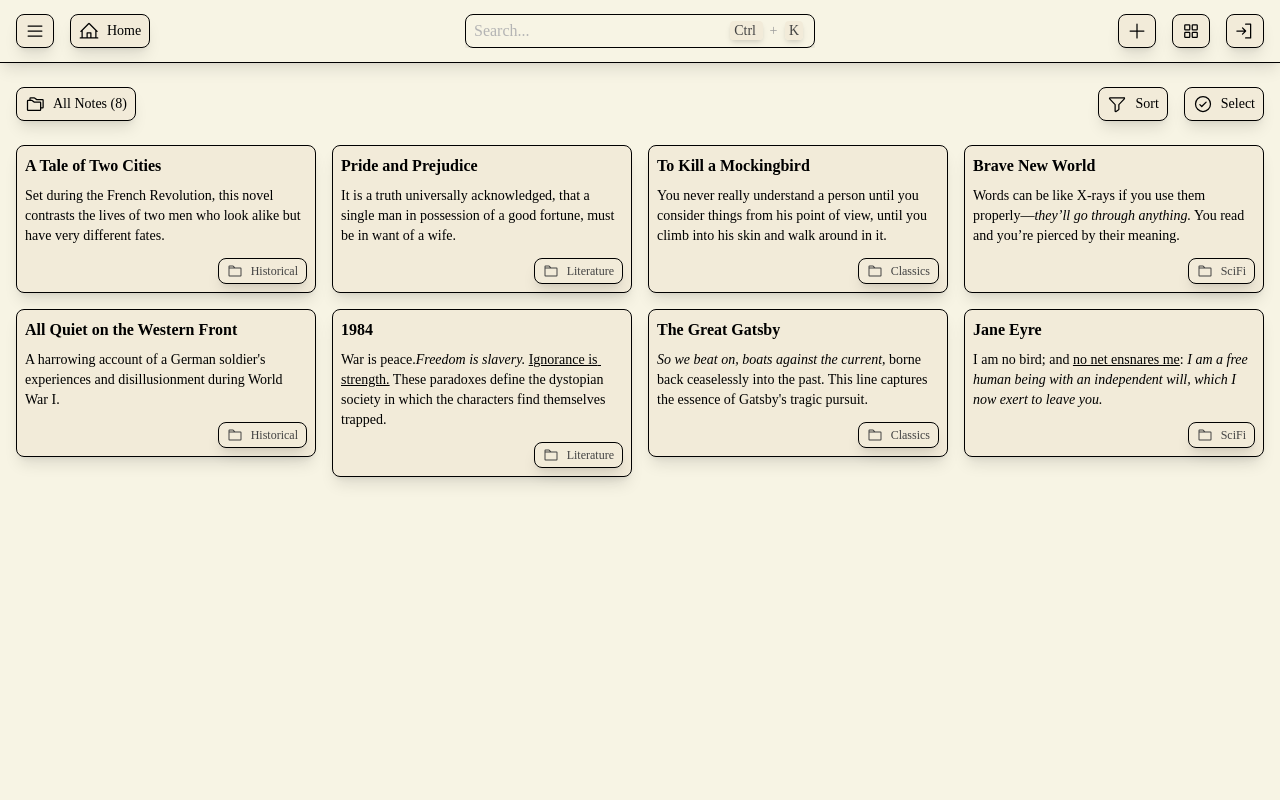 Home
Search...
Ctrl + K
All Notes (8)
Sort
Select
A Tale of Two Cities
Set during the French Revolution, this novel
contrasts the lives of two men who look alike but
have very different fates.
Historical
Pride and Prejudice
It is a truth universally acknowledged, that a
single man in possession of a good fortune, must
be in want of a wife.
Literature
To Kill a Mockingbird
You never really understand a person until you
consider things from his point of view, until you
climb into his skin and walk around in it.
Classics
Brave New World
Words can be like X-rays if you use them
properly—they’ll go through anything. You read
and you’re pierced by their meaning.
SciFi
All Quiet on the Western Front
A harrowing account of a German soldier's
experiences and disillusionment during World
War I.
Historical
1984
War is peace.Freedom is slavery. Ignorance is
strength. These paradoxes define the dystopian
society in which the characters find themselves
trapped.
Literature
The Great Gatsby
So we beat on, boats against the current, borne
back ceaselessly into the past. This line captures
the essence of Gatsby's tragic pursuit.
Classics
Jane Eyre
I am no bird; and no net ensnares me: I am a free
human being with an independent will, which I
now exert to leave you.
SciFi